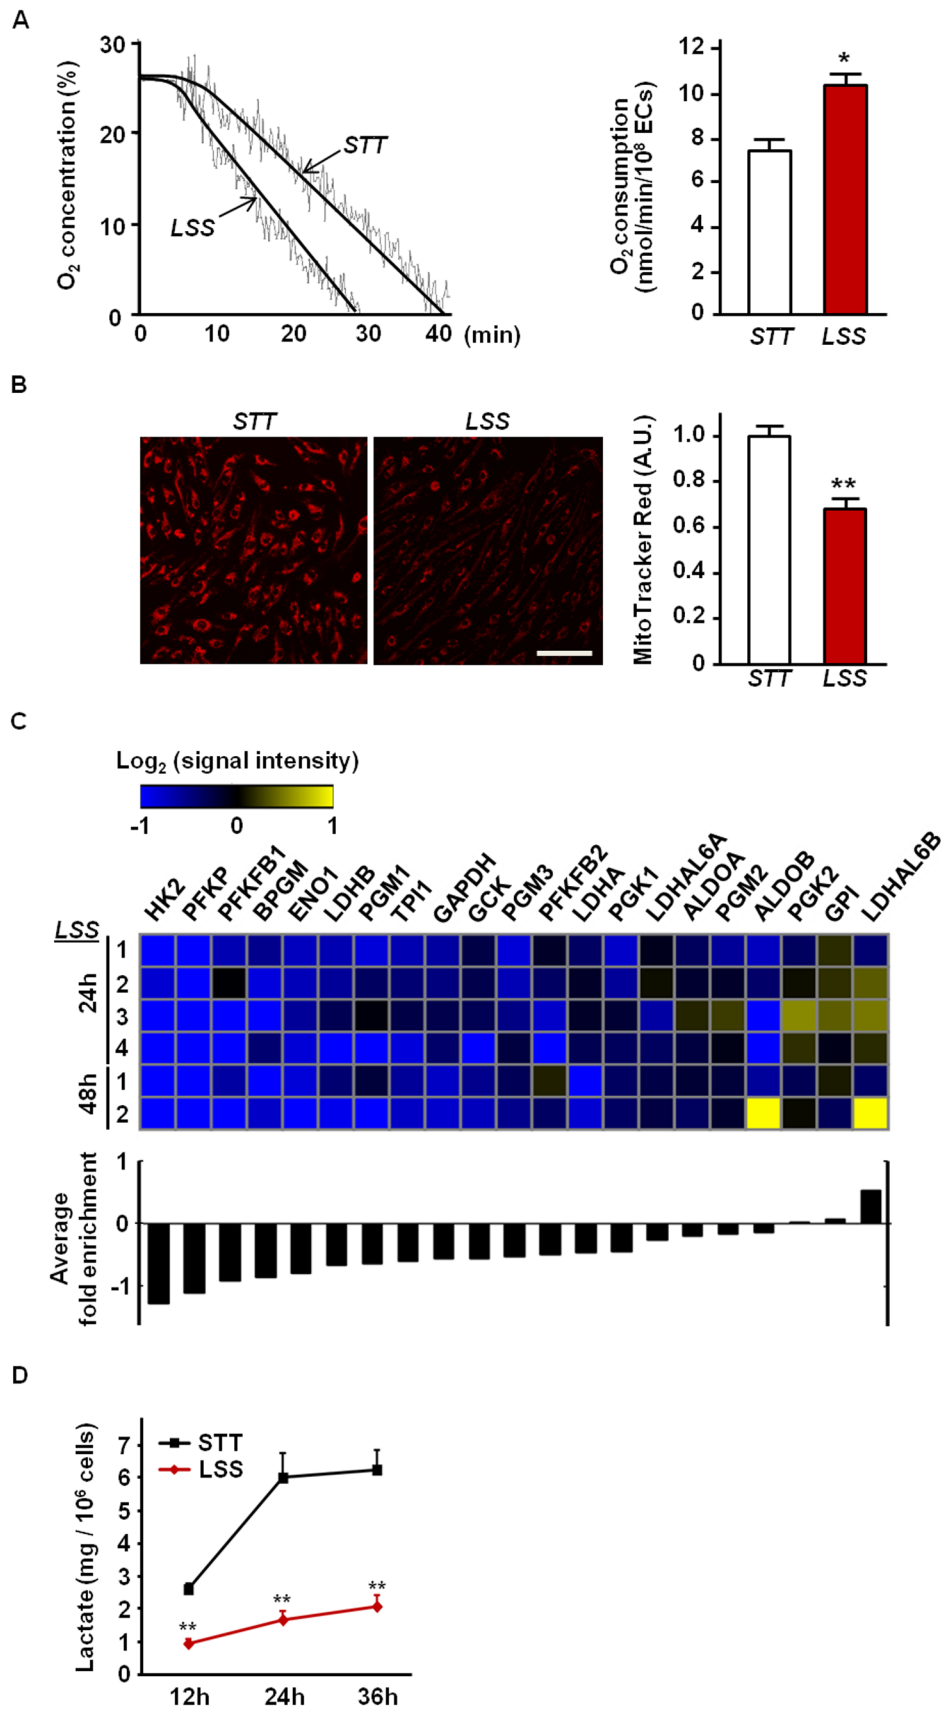 A
30
20
10
0
O2 concentration (%)
STT
LSS
0 10 20 30 40 (min)
12
10
8
6
4
2
0
O2 consumption
(nmol/min/10⁸ ECs)
*
STT LSS
B
STT LSS
1.0
0.8
0.6
0.4
0.2
0
MitoTracker Red (A.U.)
**
STT LSS
C
Log2 (signal intensity)
-1 0 1
HK2 PFKP PFKFB1 BPGM ENO1 LDHB PGM1 TPI1 GAPDH GCK PGM3 PFKFB2 LDHA PGK1 LDHAL6A ALDOA PGM2 ALDOB PGK2 GPI LDHAL6B
LSS
24h
1
2
3
4
48h
1
2
Average
fold enrichment
1
0
-1
D
Lactate (mg / 10⁶ cells)
7
6
5
4
3
2
1
0
STT
LSS
** ** **
12h 24h 36h